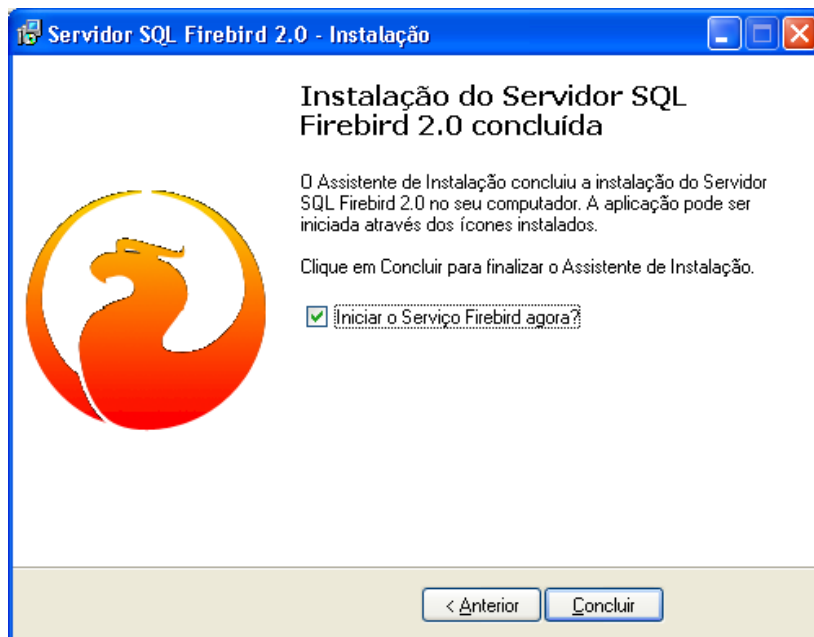 Servidor SQL Firebird 2.0 - Instalação
Instalação do Servidor SQL
Firebird 2.0 concluída
O Assistente de Instalação concluiu a instalação do Servidor
SQL Firebird 2.0 no seu computador. A aplicação pode ser
iniciada através dos ícones instalados.
Clique em Concluir para finalizar o Assistente de Instalação.
Iniciar o Serviço Firebird agora?
< Anterior
Concluir